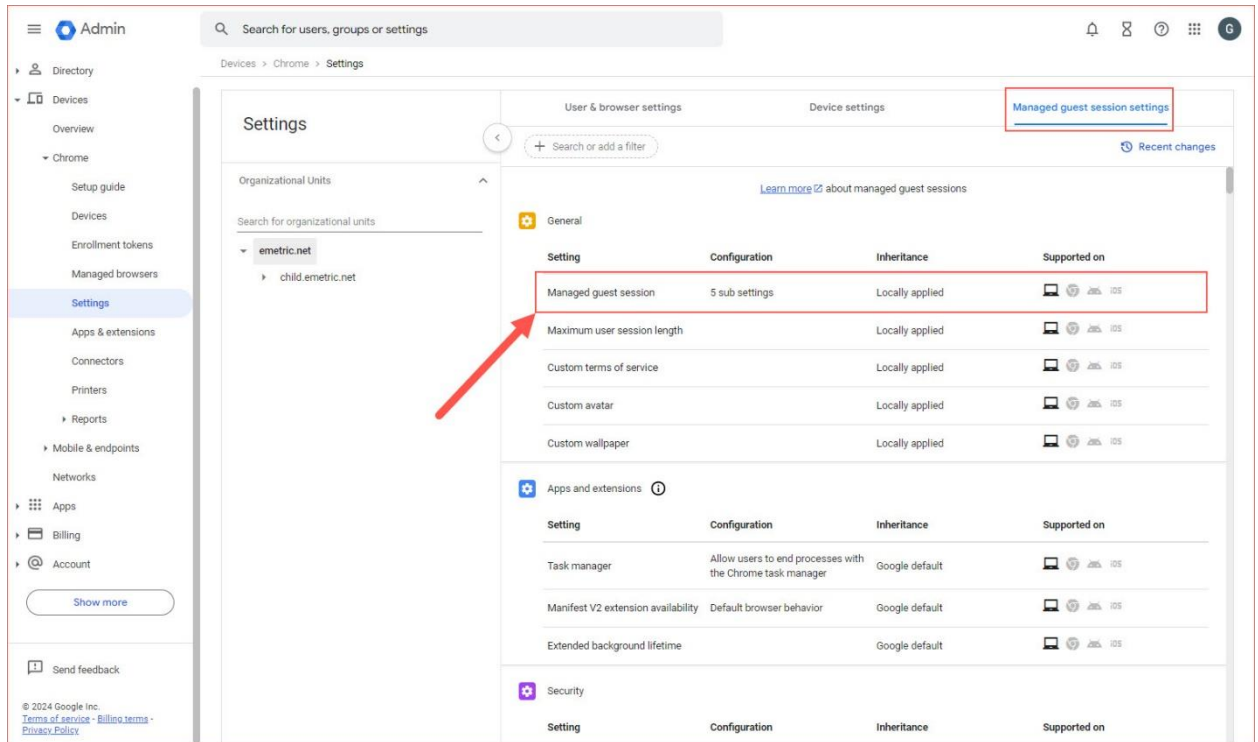 Admin
Search for users, groups or settings
G
Directory
Devices
Overview
Chrome
Setup guide
Devices
Enrollment tokens
Managed browsers
Settings
Apps & extensions
Connectors
Printers
Reports
Mobile & endpoints
Networks
Apps
Billing
Account
Show more
Send feedback
© 2024 Google Inc.
Terms of service - Billing terms -
Privacy Policy
Devices > Chrome > Settings
Settings
Organizational Units
Search for organizational units
emetric.net
child.emetric.net
User & browser settings Device settings Managed guest session settings
+ Search or add a filter Recent changes
Learn more about managed guest sessions
General
Setting Configuration Inheritance Supported on
Managed guest session 5 sub settings Locally applied iOS
Maximum user session length Locally applied iOS
Custom terms of service Locally applied iOS
Custom avatar Locally applied iOS
Custom wallpaper Locally applied iOS
Apps and extensions
Setting Configuration Inheritance Supported on
Task manager Allow users to end processes with Google default iOS
the Chrome task manager
Manifest V2 extension availability Default browser behavior Google default iOS
Extended background lifetime Google default iOS
Security
Setting Configuration Inheritance Supported on